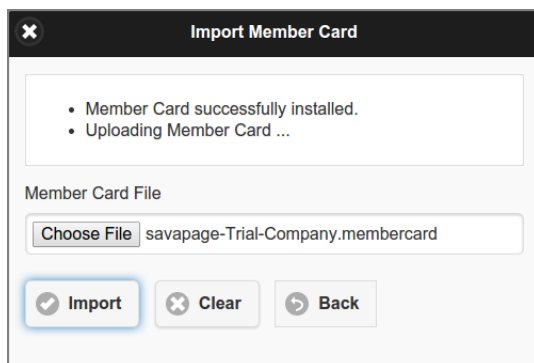 Import Member Card
• Member Card successfully installed.
• Uploading Member Card ...
Member Card File
Choose File savapage-Trial-Company.membercard
Import Clear Back